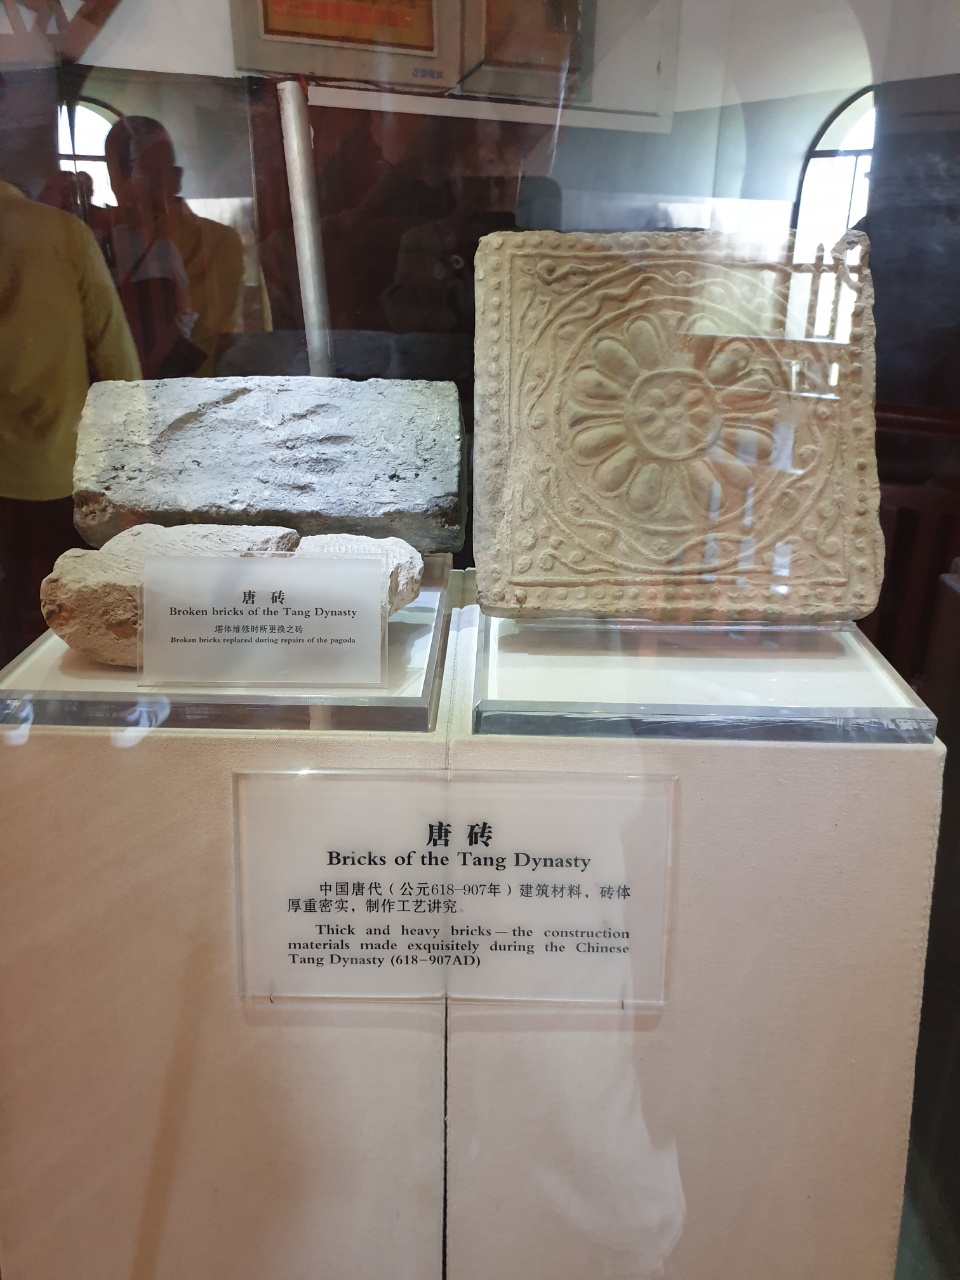 唐 砖
Broken bricks of the Tang Dynasty
塔体维修时所更换之砖
Broken bricks replaced during repairs of the pagoda
唐 砖
Bricks of the Tang Dynasty
中国唐代（公元618-907年）建筑材料，砖体
厚重密实，制作工艺讲究。
Thick and heavy bricks — the construction
materials made exquisitely during the Chinese
Tang Dynasty (618-907AD)